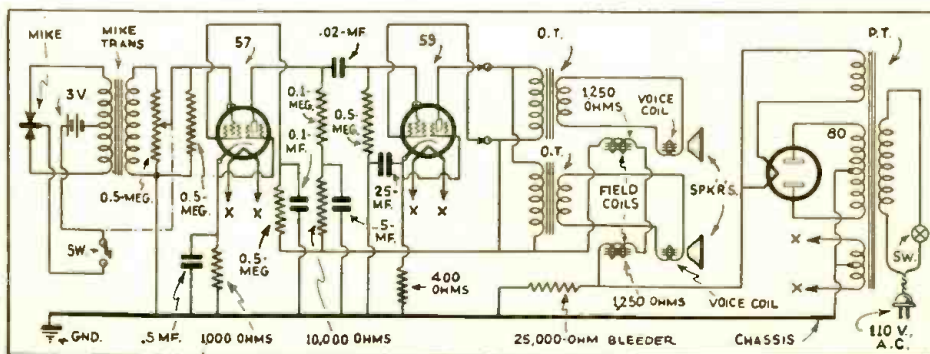 MIKE
MIKE
TRANS
3V
57
.02-MF.
59
O.T.
P.T.
0.1-
MEG.
0.1-
MF.
0.5-
MEG.
1,250
OHMS
VOICE
COIL
80
0.5-MEG.
0.5-
MEG.
X X
25-
MF.
X X
O.T.
FIELD
COILS
SPKRS.
X
SW.
0.5-
MEG
.5-
MF.
400
OHMS
1,250 OHMS
VOICE COIL
X
SW.
GND.
.5 MF.
1,000 OHMS
10,000 OHMS
25,000-OHM BLEEDER
CHASSIS
110 V.,
A.C.